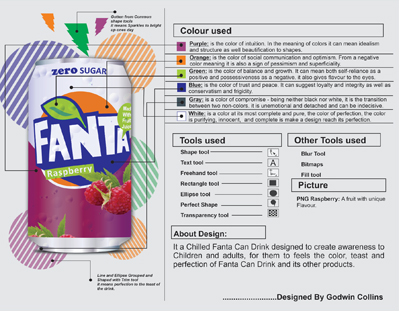 Gotten from Common
shape tools
It means Sparkles to bright
up ones day
zero SUGAR
FANTA
Raspberry
Line and Ellipse Grouped and
Shaped with Trim tool
It means perfection in the taste of
the drink.
Colour used
Purple: is the color of intuition. In the meaning of colors it can mean idealism
and structure as well beautification to shapes.
Orange: is the color of social communication and optimism. From a negative
color meaning it is also a sign of pessimism and superficiality.
Green: is the color of balance and growth. It can mean both self-reliance as a
positive and possessiveness as a negative. it also gives flavour to the eyes.
Blue: is the color of trust and peace. It can suggest loyalty and integrity as well as
conservatism and frigidity.
Gray: is a color of compromise - being neither black nor white, it is the transition
between two non-colors. it is unemotional and detached and can be indecisive.
White: is a color at its most complete and pure, the color of perfection, the color
is purifying, innocent, and complete is make a design reach its perfection.
Tools used
Shape tool
Text tool
Freehand tool
Rectangle tool
Ellipse tool
Perfect Shape
Transparency tool
Other Tools used
Blur Tool
Bitmaps
Fill tool
Picture
PNG Raspberry: A fruit with unique
Flavour.
About Design:
It a Chilled Fanta Can Drink designed to create awareness to
Children and adults, for them to feels the color, teast and
perfection of Fanta Can Drink and its other products.
........................Designed By Godwin Collins